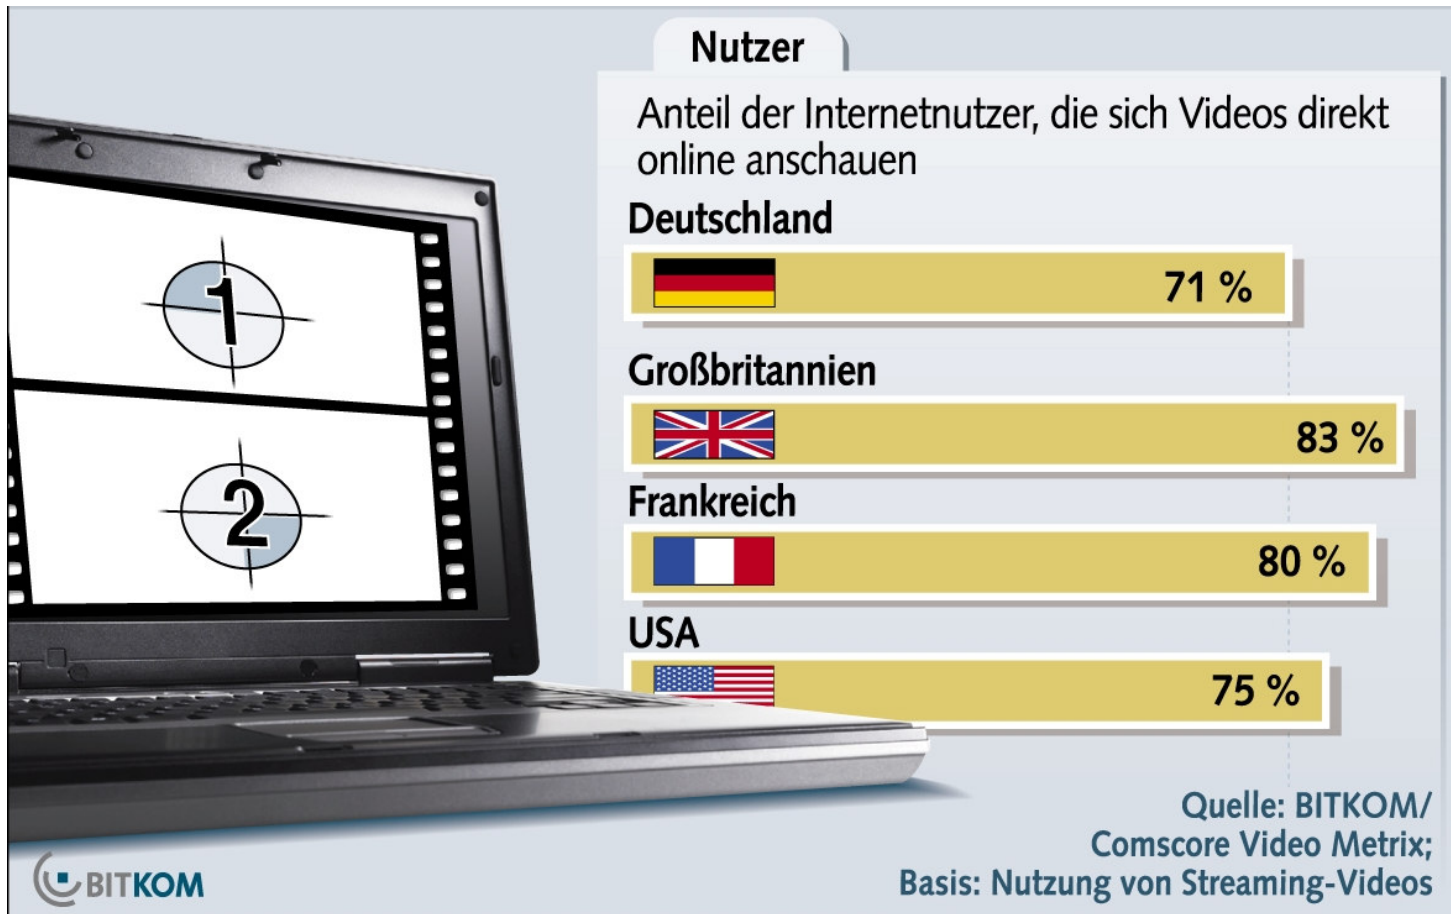 Nutzer
Anteil der Internetnutzer, die sich Videos direkt
online anschauen
Deutschland
71 %
Großbritannien
83 %
Frankreich
80 %
USA
75 %
1
2
Quelle: BITKOM/
Comscore Video Metrix;
Basis: Nutzung von Streaming-Videos
BITKOM